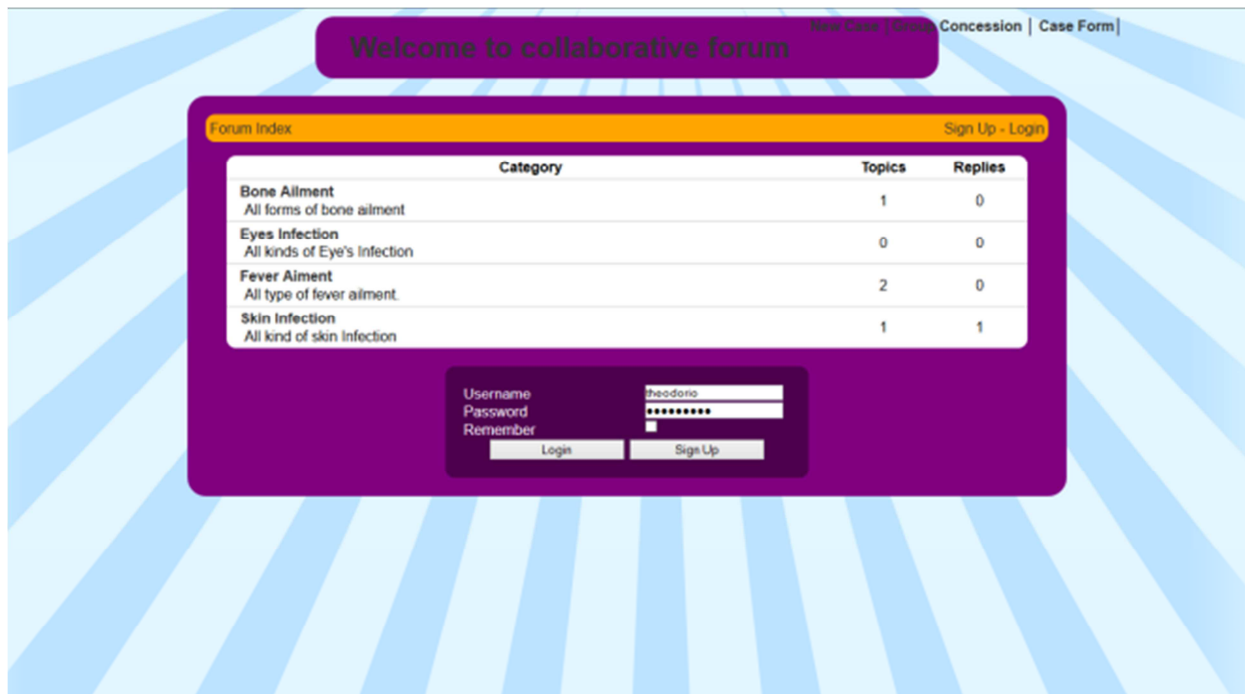 New Case | Group Concession | Case Form|
Welcome to collaborative forum
Forum Index Sign Up - Login
Category Topics Replies
Bone Ailment
All forms of bone ailment 1 0
Eyes Infection
All kinds of Eye's Infection 0 0
Fever Aiment
All type of fever ailment. 2 0
Skin Infection
All kind of skin Infection 1 1
Username theodorio
Password •••••••••
Remember
Login Sign Up